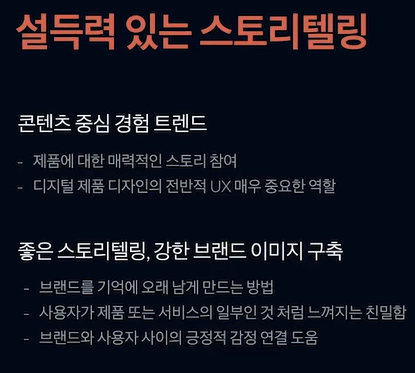 설득력 있는 스토리텔링
콘텐츠 중심 경험 트렌드
- 제품에 대한 매력적인 스토리 참여
- 디지털 제품 디자인의 전반적 UX 매우 중요한 역할
좋은 스토리텔링, 강한 브랜드 이미지 구축
- 브랜드를 기억에 오래 남게 만드는 방법
- 사용자가 제품 또는 서비스의 일부인 것 처럼 느껴지는 친밀함
- 브랜드와 사용자 사이의 긍정적 감정 연결 도움